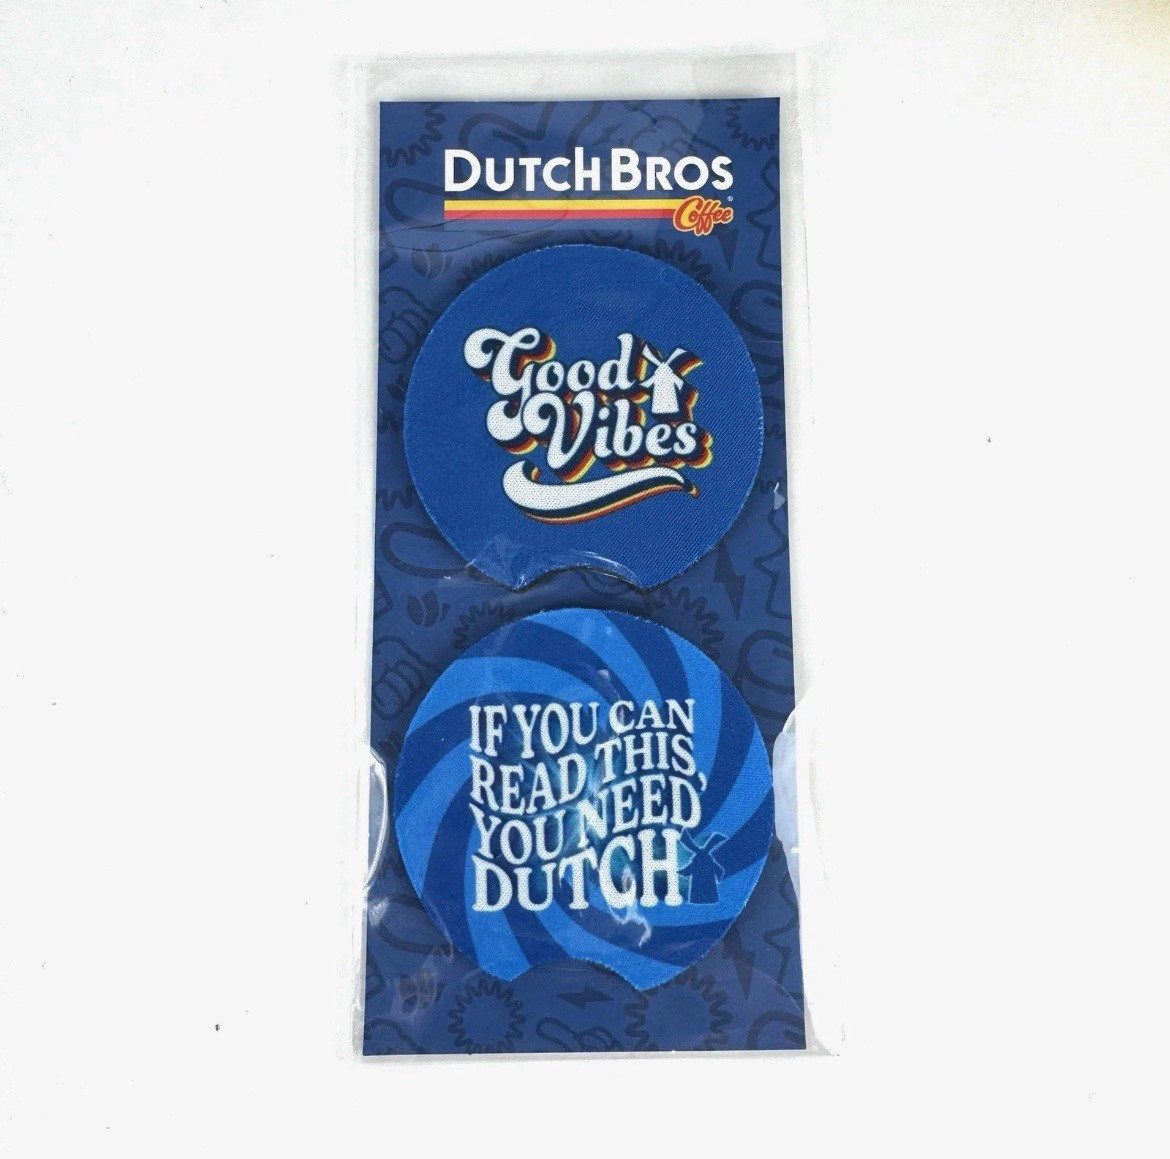 DUTCH BROS
Coffee®
Good
Vibes
IF YOU CAN
READ THIS,
YOU NEED
DUTCH